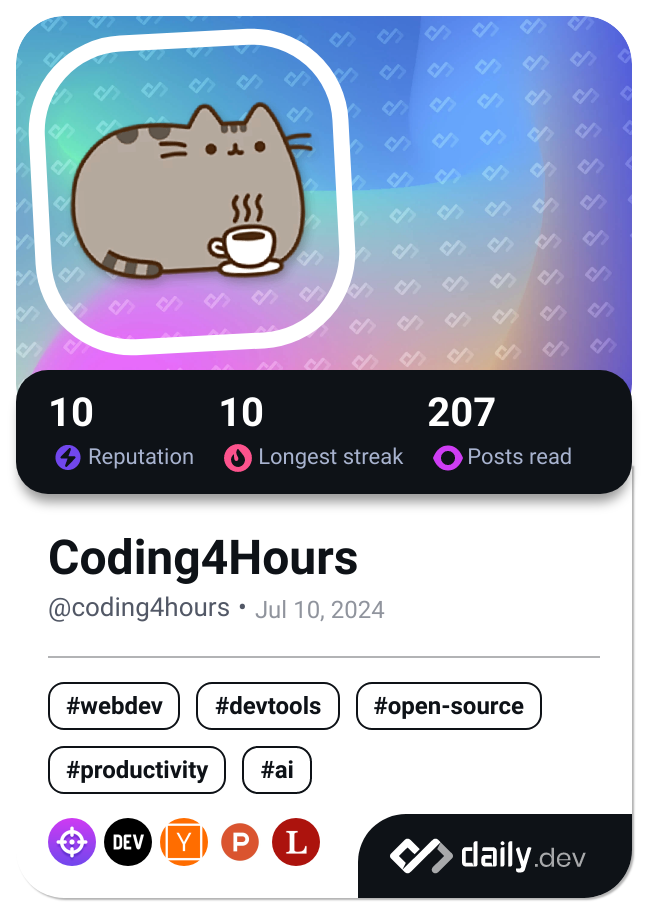 10 10 207
Reputation Longest streak Posts read
Coding4Hours
@coding4hours • Jul 10, 2024
#webdev #devtools #open-source
#productivity #ai
DEV Y P L
daily.dev